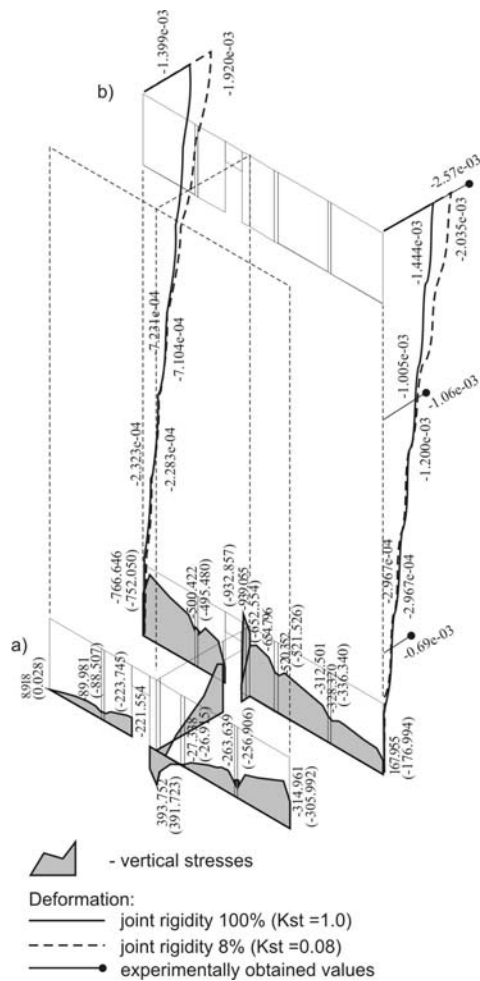 -1.399e-03
-1.920e-03
b)
-2.57e-03
-2.035e-03
-1.444e-03
-7.231e-04
-7.104e-04
-1.005e-03
-1.06e-03
-1.200e-03
-2.323e-04
-2.283e-04
-2.967e-04
-2.967e-04
-0.69e-03
-766.646
(-752.050)
-500.422
(-495.480)
(-932.857)
-939.055
(-652.554)
-654.796
-520.352
(-521.526)
-312.501
-328.320
(-336.340)
167.955
(-176.994)
a)
8.918
(0.028)
89.981
(-88.507)
(-223.745)
-221.554
-27.338
(-26.915)
-263.639
(-256.906)
393.752
(391.723)
-314.961
(-305.992)
- vertical stresses
Deformation:
joint rigidity 100% (Kst =1.0)
joint rigidity 8% (Kst =0.08)
experimentally obtained values